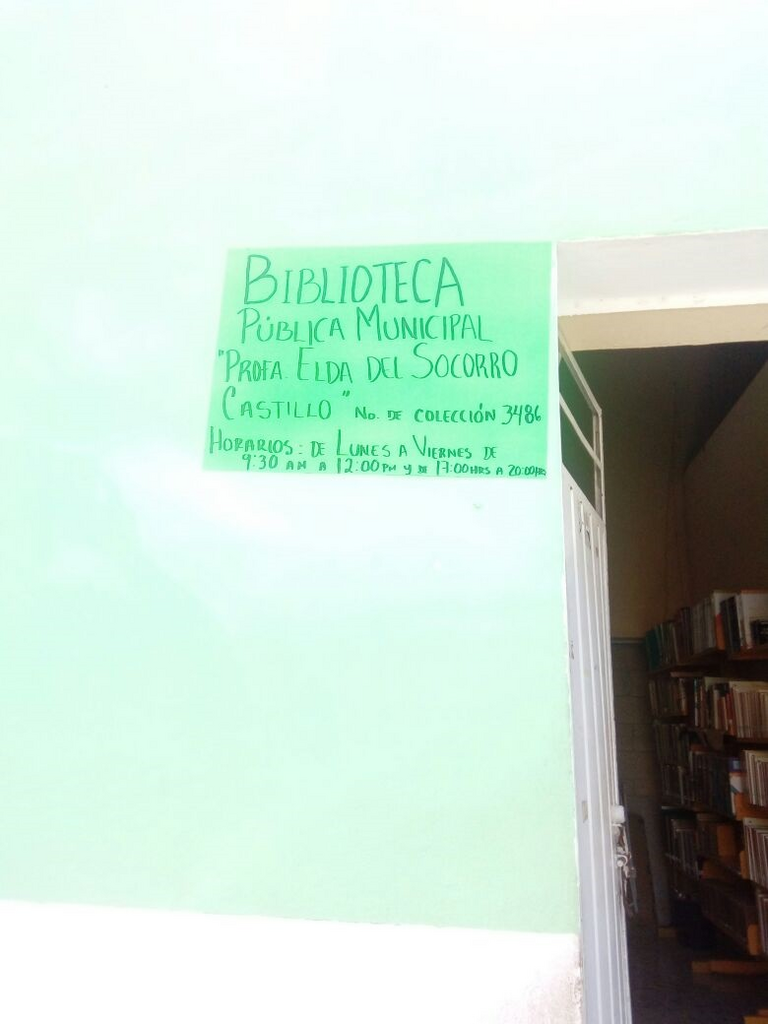 BIBLIOTECA
PÚBLICA MUNICIPAL
"PROFA. ELDA DEL SOCORRO
CASTILLO" NO. DE COLECCIÓN 3486
HORARIOS: DE LUNES A VIERNES DE
9:30 AM A 12:00 PM Y DE 17:00 HRS A 20:00 HRS